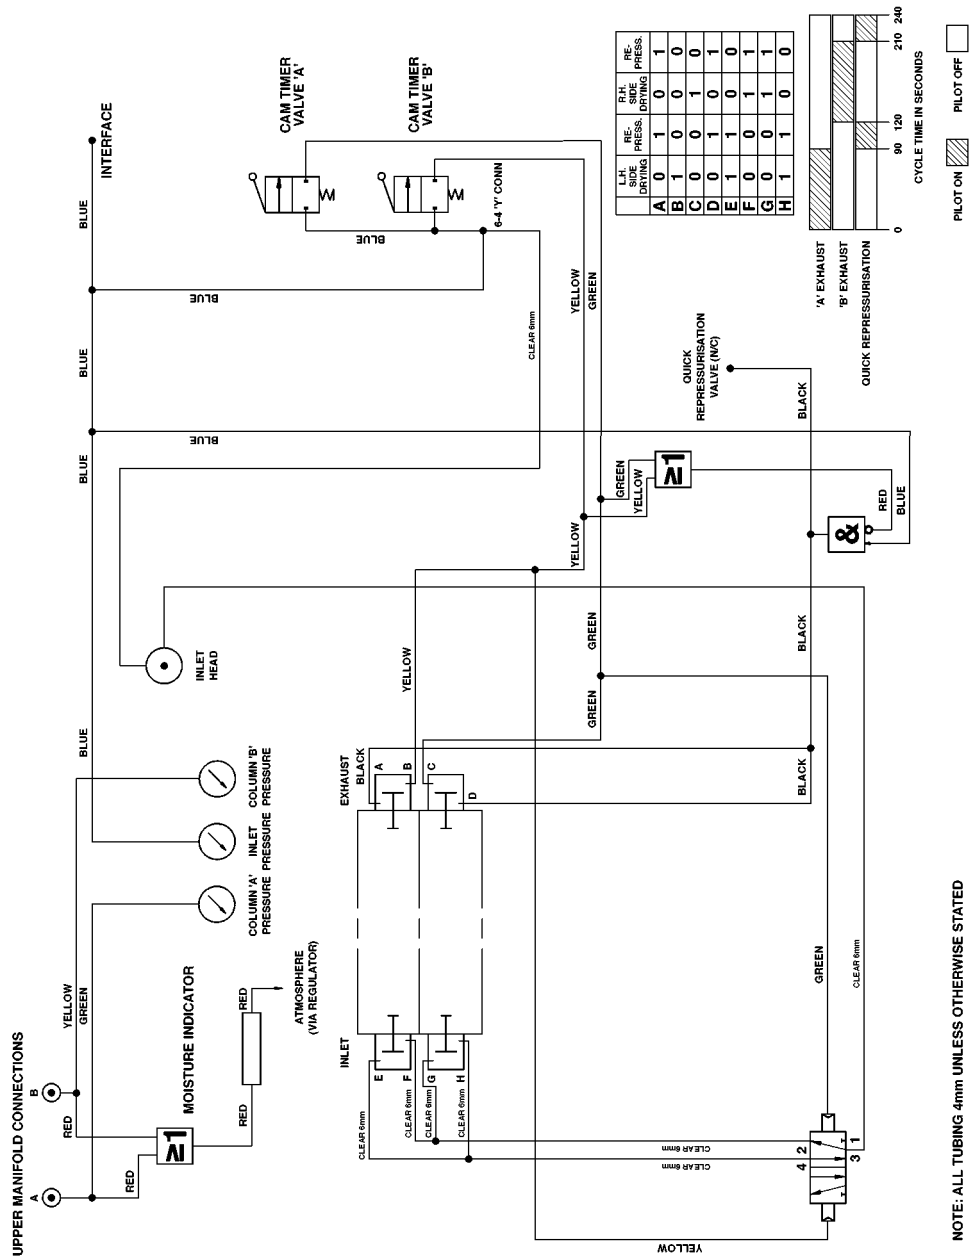 UPPER MANIFOLD CONNECTIONS
A
B
RED
RED
YELLOW
GREEN
MOISTURE INDICATOR
≥1
RED
RED
ATMOSPHERE
(VIA REGULATOR)
COLUMN 'A'
PRESSURE
INLET
PRESSURE
COLUMN 'B'
PRESSURE
BLUE
INLET
HEAD
BLUE
BLUE
BLUE
INTERFACE
BLUE
BLUE
BLUE
CAM TIMER
VALVE 'A'
CAM TIMER
VALVE 'B'
6-4 'Y' CONN
CLEAR 6mm
YELLOW
GREEN
INLET
E
F
G
H
CLEAR 6mm
CLEAR 6mm
CLEAR 6mm
CLEAR 6mm
EXHAUST
BLACK
A
B
C
D
YELLOW
YELLOW
GREEN
GREEN
GREEN
YELLOW
≥1
QUICK
REPRESSURISATION
VALVE (N/C)
BLACK
BLACK
BLACK
&
RED
BLUE
CLEAR 6mm
CLEAR 6mm
4 2
3 1
GREEN
CLEAR 6mm
YELLOW
L.H. SIDE DRYING RE-PRESS. R.H. SIDE DRYING RE-PRESS.
A 0 1 0 1
B 1 0 0 0
C 0 0 1 0
D 0 1 0 1
E 1 1 0 0
F 0 0 1 1
G 0 0 1 1
H 1 1 0 0
'A' EXHAUST
'B' EXHAUST
QUICK REPRESSURISATION
0 90 120 210 240
CYCLE TIME IN SECONDS
PILOT ON
PILOT OFF
NOTE: ALL TUBING 4mm UNLESS OTHERWISE STATED